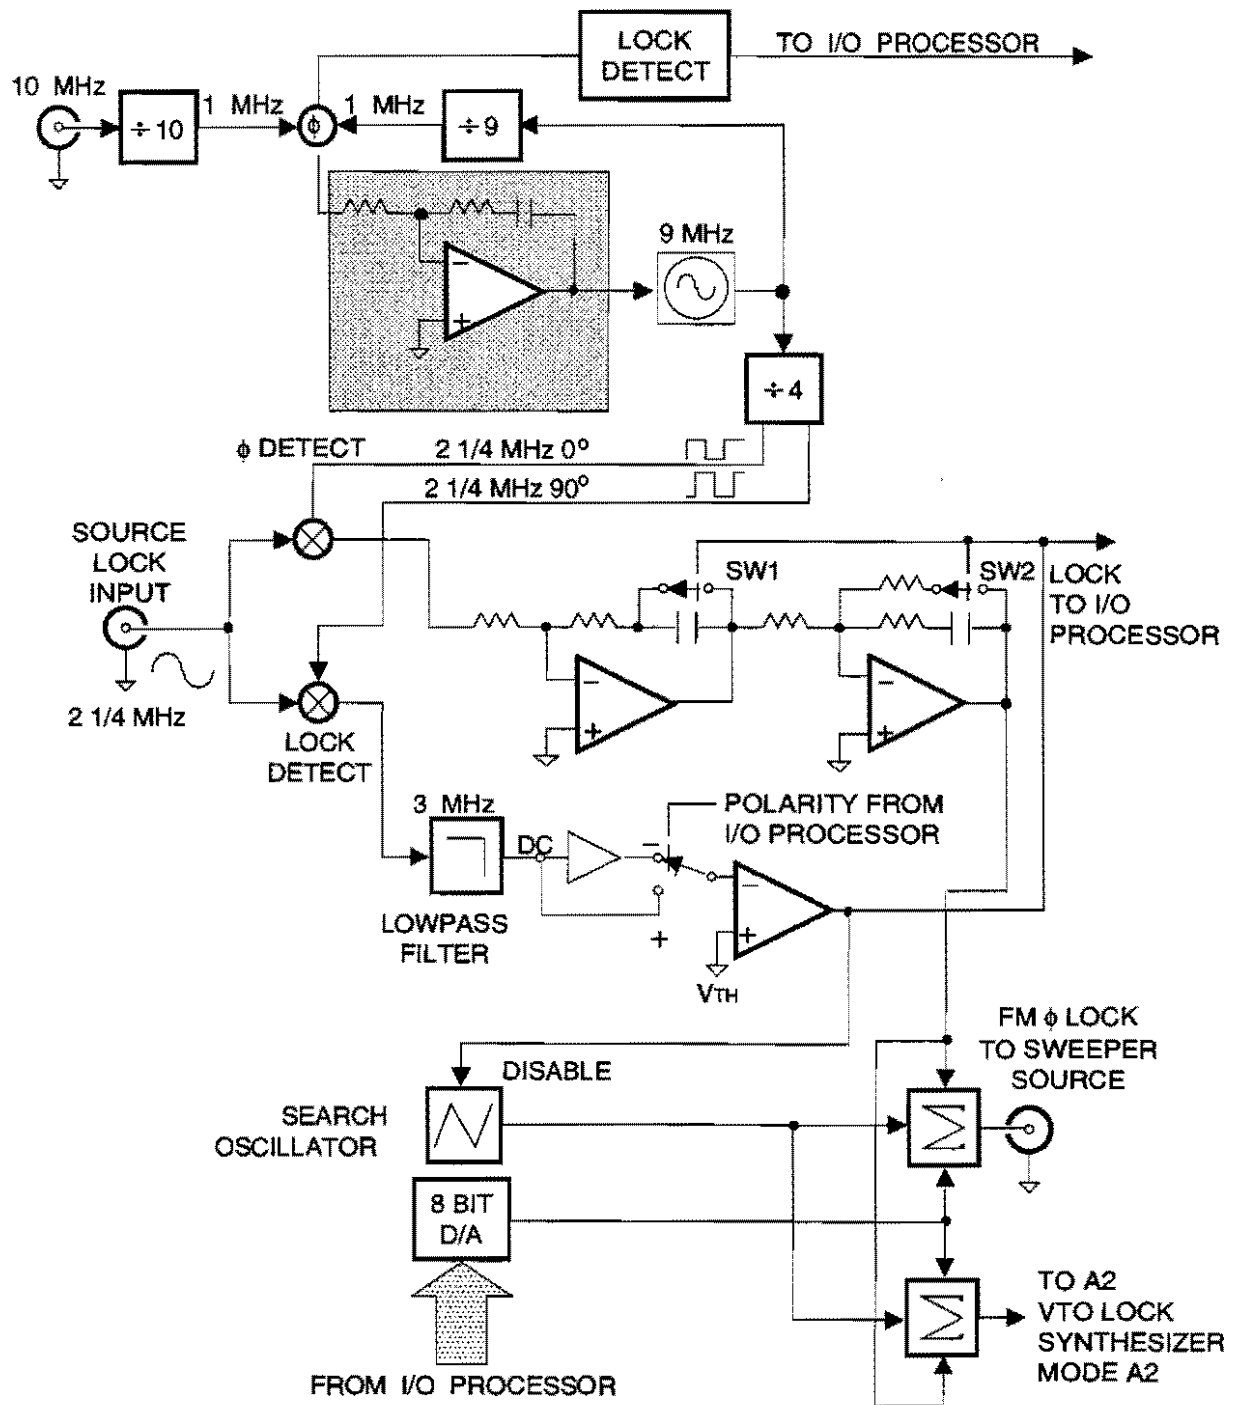 LOCK
DETECT
TO I/O PROCESSOR
10 MHz
÷ 10
1 MHz
ϕ
1 MHz
÷ 9
9 MHz
−
+
÷ 4
ϕ DETECT
2 1/4 MHz 0°
2 1/4 MHz 90°
SOURCE
LOCK
INPUT
2 1/4 MHz
SW1
SW2
LOCK
TO I/O
PROCESSOR
−
+
−
+
LOCK
DETECT
3 MHz
LOWPASS
FILTER
DC
−
+
POLARITY FROM
I/O PROCESSOR
−
+
VTH
DISABLE
SEARCH
OSCILLATOR
FM ϕ LOCK
TO SWEEPER
SOURCE
Σ
8 BIT
D/A
Σ
TO A2
VTO LOCK
SYNTHESIZER
MODE A2
FROM I/O PROCESSOR